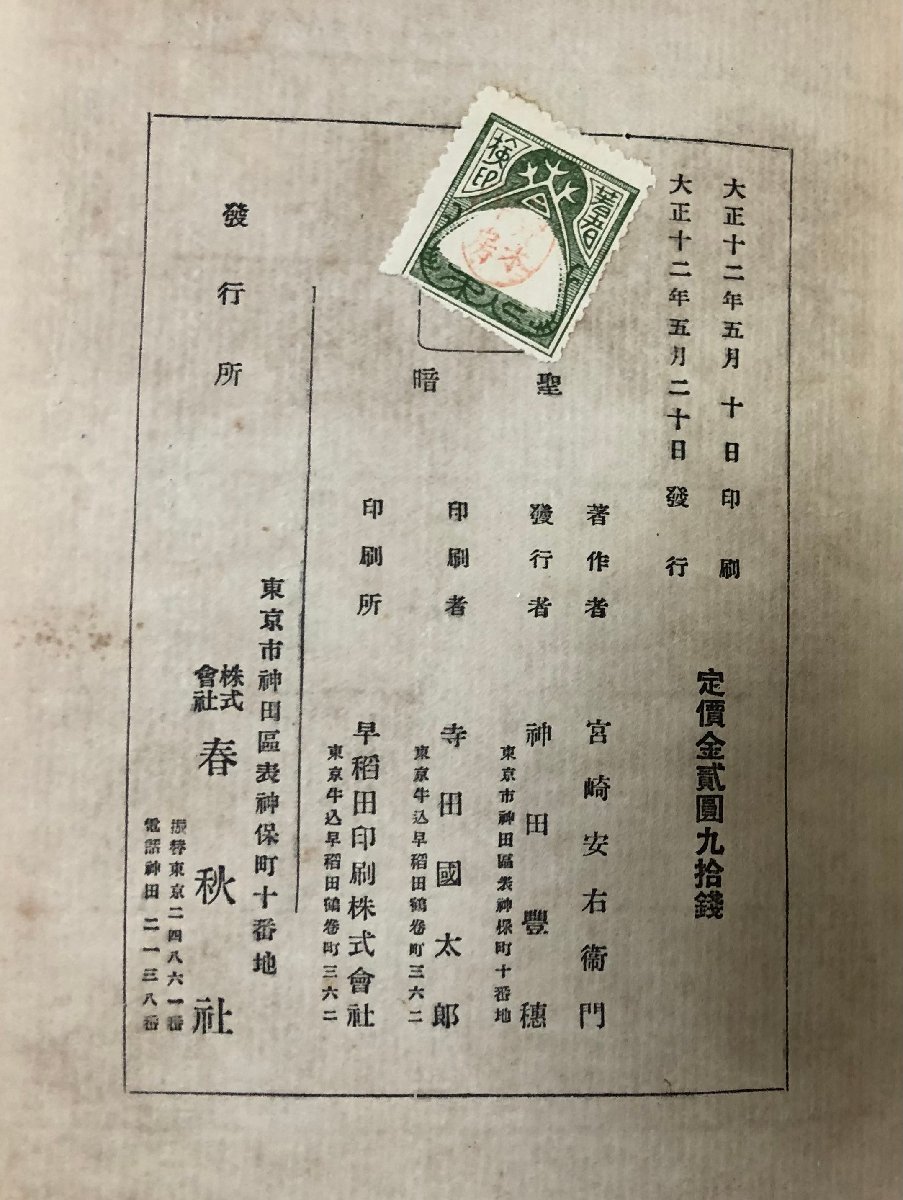 大正十二年五月十日印刷
大正十二年五月二十日發行
定價金貳圓九拾錢
著者
檢印
聖
暗
著作者 宮崎安右衞門
發行者 神田豐穗
東京市神田區表神保町十番地
印刷者 寺田國太郎
東京牛込早稻田鶴卷町三六二
印刷所 早稻田印刷株式會社
東京牛込早稻田鶴卷町三六二
東京市神田區表神保町十番地
發行所 株式會社 春秋社
振替東京二四八六一番
電話神田二一三八番